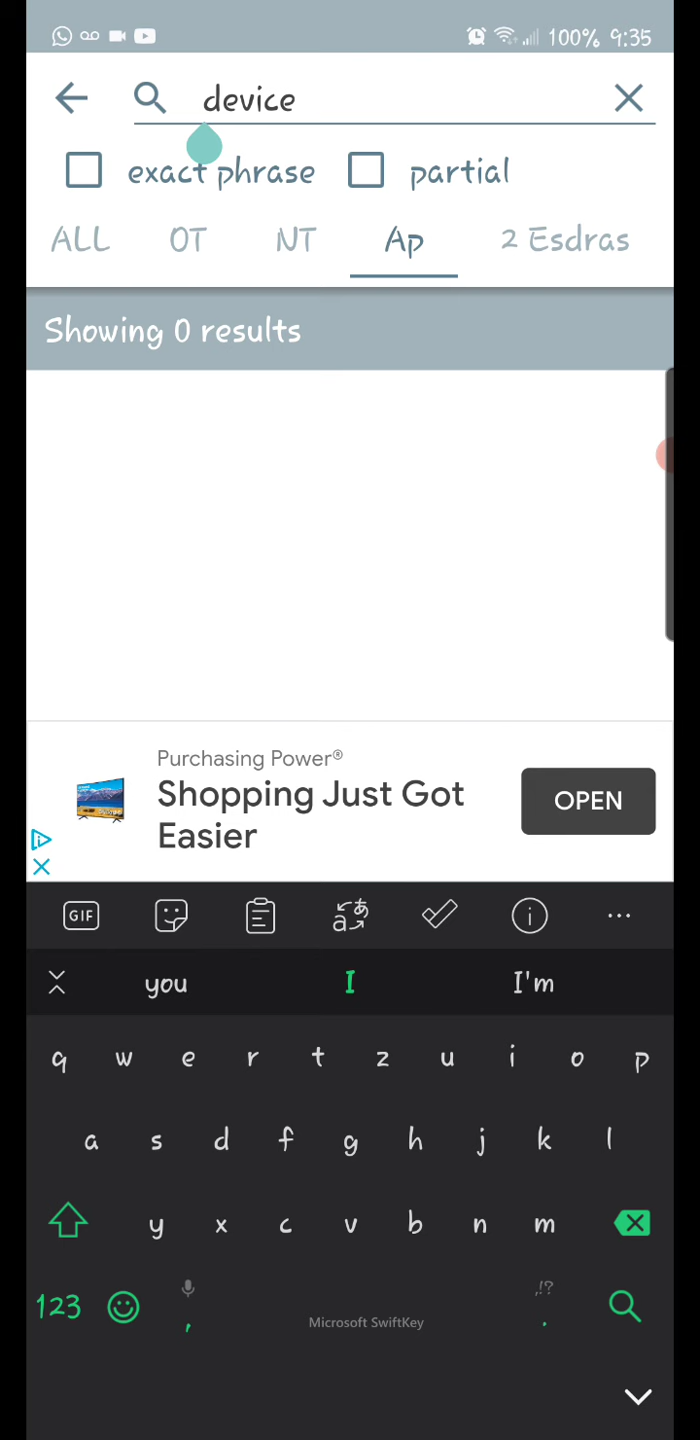 100% 9:35
device
exact phrase partial
ALL OT NT Ap 2 Esdras
Showing 0 results
Purchasing Power®
Shopping Just Got
Easier
OPEN
GIF
you I I'm
q w e r t z u i o p
a s d f g h j k l
y x c v b n m
,!?
123 , Microsoft SwiftKey .